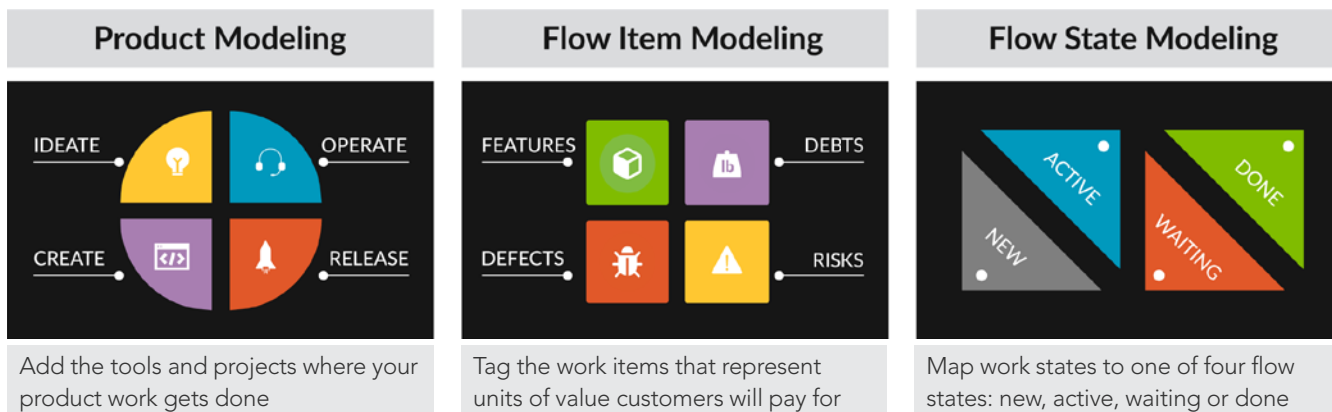 Product Modeling
IDEATE
OPERATE
CREATE
</>
RELEASE
Add the tools and projects where your
product work gets done
Flow Item Modeling
FEATURES
lb
DEBTS
DEFECTS
RISKS
Tag the work items that represent
units of value customers will pay for
Flow State Modeling
NEW
ACTIVE
WAITING
DONE
Map work states to one of four flow
states: new, active, waiting or done